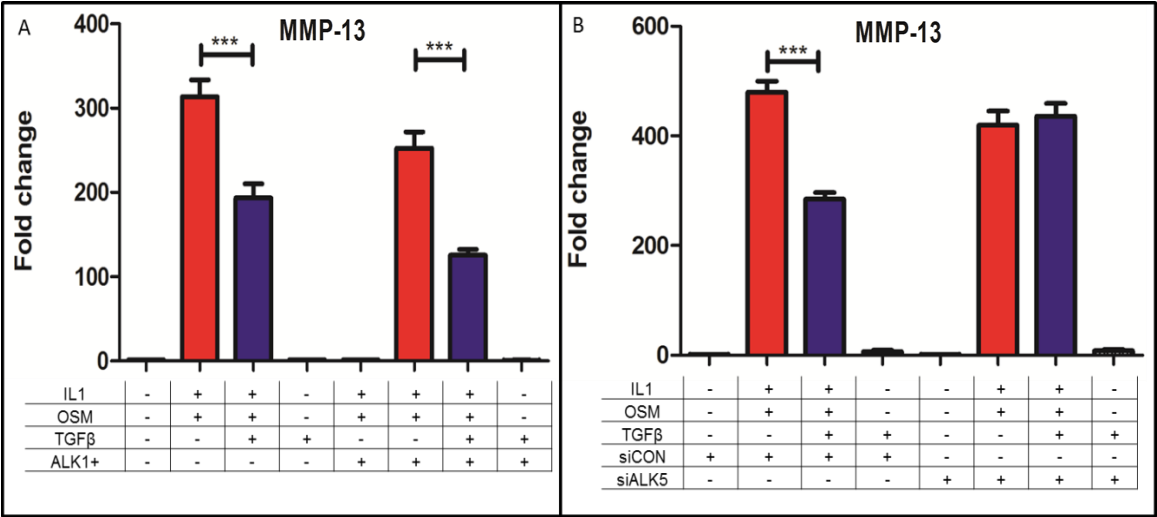 A
MMP-13
400
300
200
100
0
Fold change
***
***
IL1 - + + - + + + -
OSM - + + - + + + -
TGFβ - - + + - - + +
ALK1+ - - - - + + + +
B
MMP-13
600
400
200
0
Fold change
***
IL1 - + + - - + + -
OSM - + + - - + + -
TGFβ - - + + - - + +
siCON + + + + - - - -
siALK5 - - - - + + + +